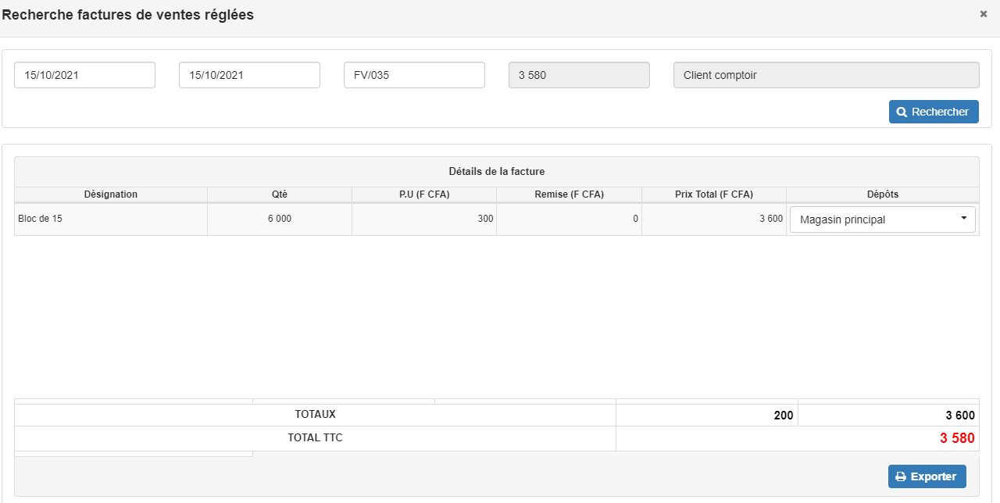 Recherche factures de ventes réglées ×
15/10/2021 15/10/2021 FV/035 3 580 Client comptoir
Rechercher
Détails de la facture
Désignation Qté P.U (F CFA) Remise (F CFA) Prix Total (F CFA) Dépôts
Bloc de 15 6 000 300 0 3 600 Magasin principal
TOTAUX 200 3 600
TOTAL TTC 3 580
Exporter